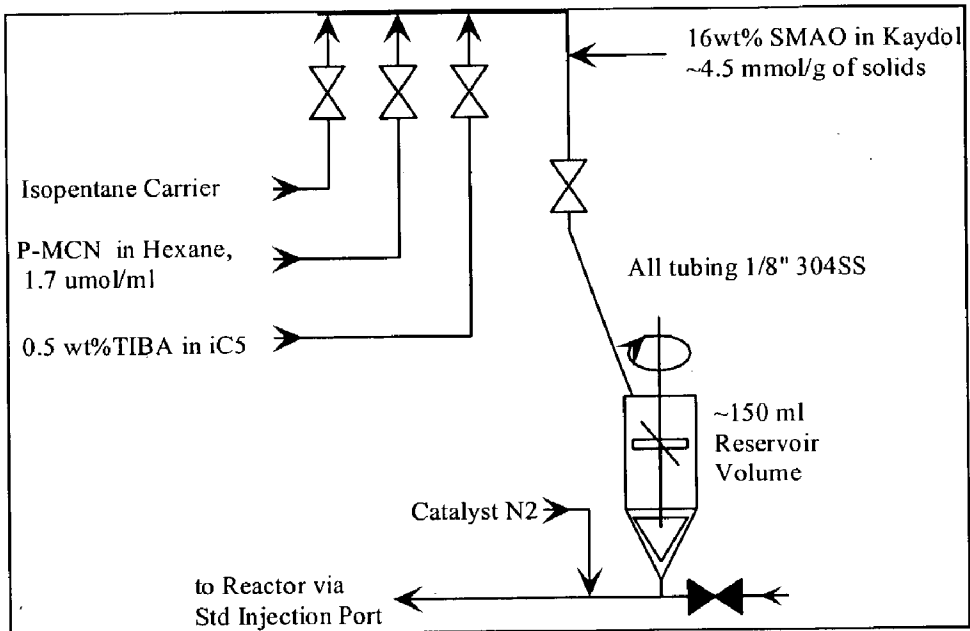 16wt% SMAO in Kaydol
~4.5 mmol/g of solids
Isopentane Carrier
P-MCN in Hexane,
1.7 umol/ml
All tubing 1/8" 304SS
0.5 wt%TIBA in iC5
~150 ml
Reservoir
Volume
Catalyst N2
to Reactor via
Std Injection Port